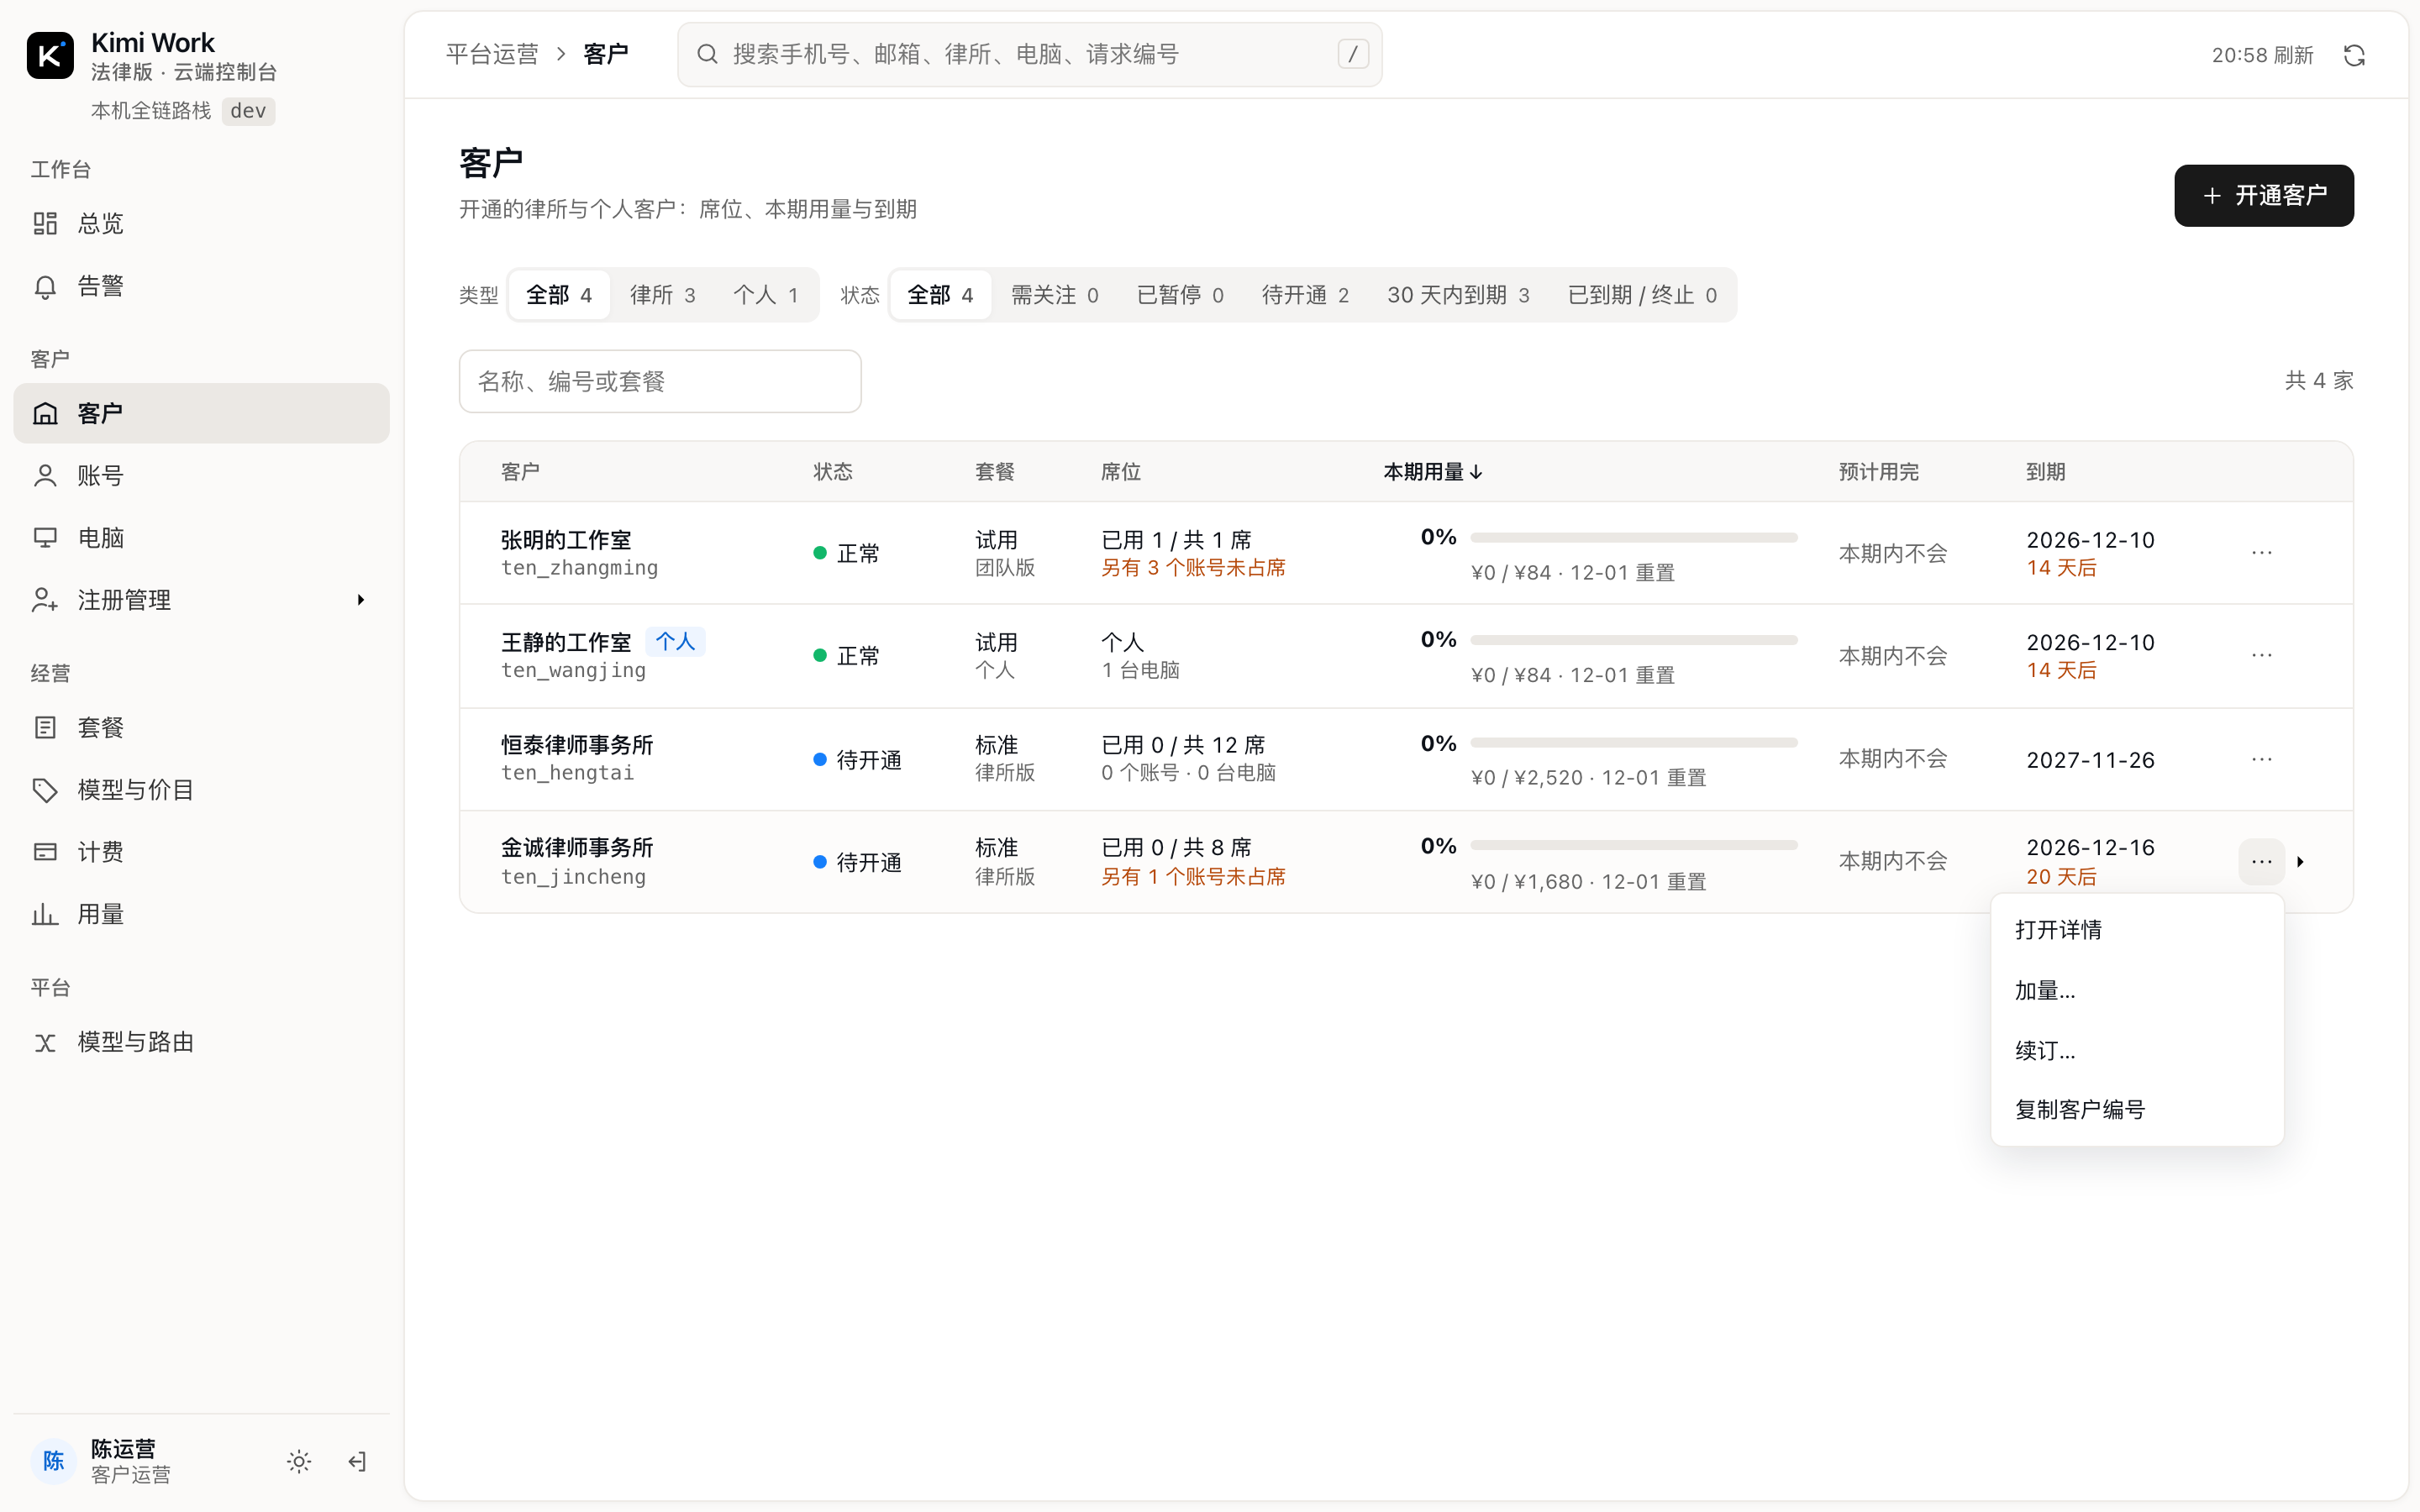 Kimi Work
法律版 · 云端控制台
本机全链路栈 dev
工作台
总览
告警
客户
客户
账号
电脑
注册管理
经营
套餐
模型与价目
计费
用量
平台
模型与路由
陈 陈运营
客户运营
平台运营 > 客户
搜索手机号、邮箱、律所、电脑、请求编号 /
20:58 刷新
客户
开通的律所与个人客户：席位、本期用量与到期
+ 开通客户
类型 全部 4 律所 3 个人 1 状态 全部 4 需关注 0 已暂停 0 待开通 2 30 天内到期 3 已到期 / 终止 0
名称、编号或套餐
共 4 家
客户 状态 套餐 席位 本期用量↓ 预计用完 到期
张明的工作室 正常 试用 已用 1 / 共 1 席 0% 本期内不会 2026-12-10 ···
ten_zhangming 团队版 另有 3 个账号未占席 ¥0 / ¥84 · 12-01 重置 14 天后
王静的工作室 个人 正常 试用 个人 0% 本期内不会 2026-12-10 ···
ten_wangjing 个人 1 台电脑 ¥0 / ¥84 · 12-01 重置 14 天后
恒泰律师事务所 待开通 标准 已用 0 / 共 12 席 0% 本期内不会 2027-11-26 ···
ten_hengtai 律所版 0 个账号 · 0 台电脑 ¥0 / ¥2,520 · 12-01 重置
金诚律师事务所 待开通 标准 已用 0 / 共 8 席 0% 本期内不会 2026-12-16 ···
ten_jincheng 律所版 另有 1 个账号未占席 ¥0 / ¥1,680 · 12-01 重置 20 天后
打开详情
加量...
续订...
复制客户编号